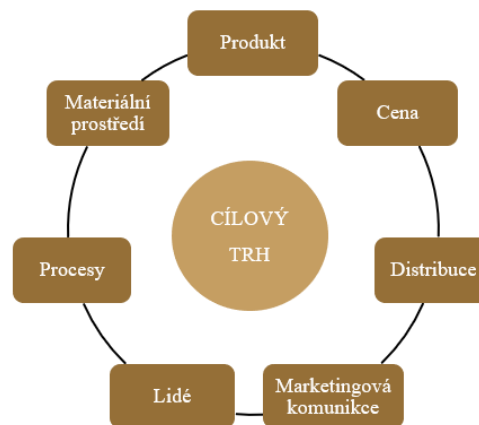 Produkt
Materiální
prostředí
Cena
CÍLOVÝ
TRH
Procesy
Distribuce
Lidé
Marketingová
komunikce